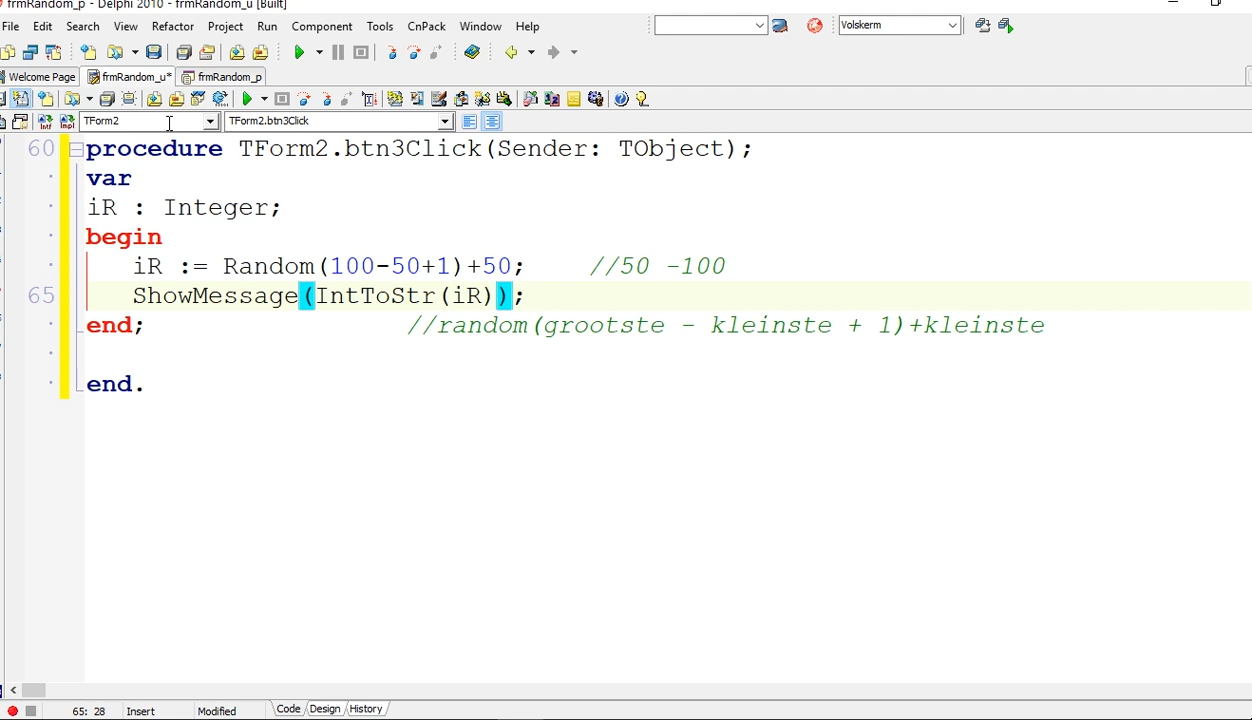 frmRandom_p - Delphi 2010 - frmRandom_u [Built]
File Edit Search View Refactor Project Run Component Tools CnPack Window Help
Volskerm
Welcome Page frmRandom_u* frmRandom_p
TForm2 TForm2.btn3Click
60 procedure TForm2.btn3Click(Sender: TObject);
var
iR : Integer;
begin
iR := Random(100-50+1)+50; //50 -100
65 ShowMessage(IntToStr(iR));
end; //random(grootste - kleinste + 1)+kleinste
end.
65: 28 Insert Modified Code Design History